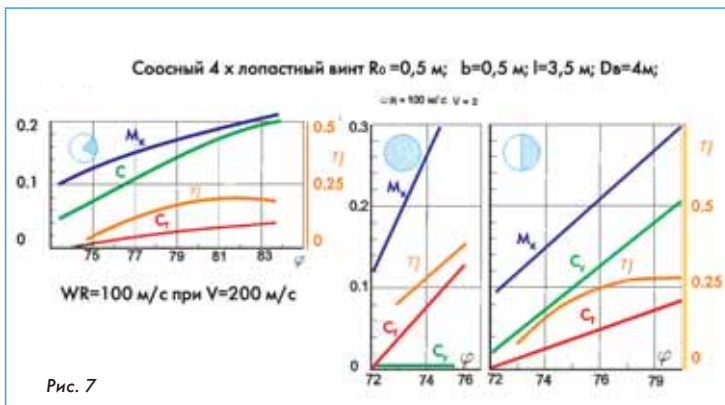 Соосный 4 х лопастный винт R₀=0,5 м; b=0,5 м; l=3,5 м; Dв=4м;
R=100 м/с V=2
0.2
0.1
0
Mк
C
η
Cт
0.5
η
0.25
0
75
77
79
81
83
φ
WR=100 м/с при V=200 м/с
0.3
0.1
0
Mк
η
Cт
Cу
φ
72
74
76
Mк
Cу
η
Cт
φ
η
0.5
0.25
0
72
74
76
79
Рис. 7